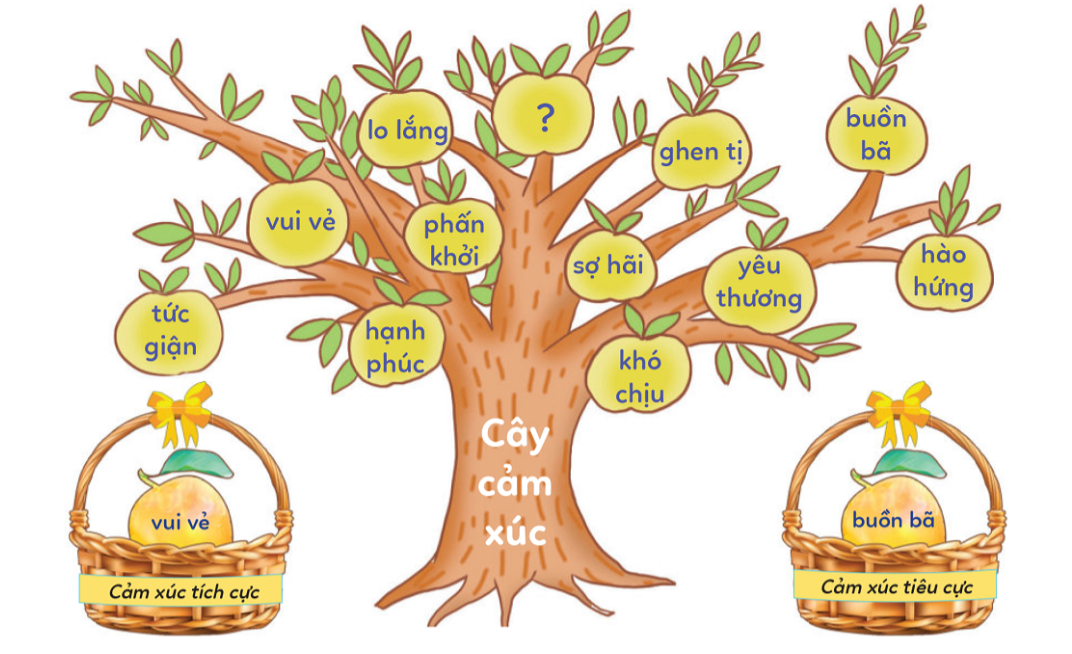 ?
lo lắng
buồn
bã
ghen tị
vui vẻ
phấn
khởi
sợ hãi
yêu
thương
hào
hứng
tức
giận
hạnh
phúc
khó
chịu
Cây
cảm
xúc
vui vẻ
Cảm xúc tích cực
buồn bã
Cảm xúc tiêu cực